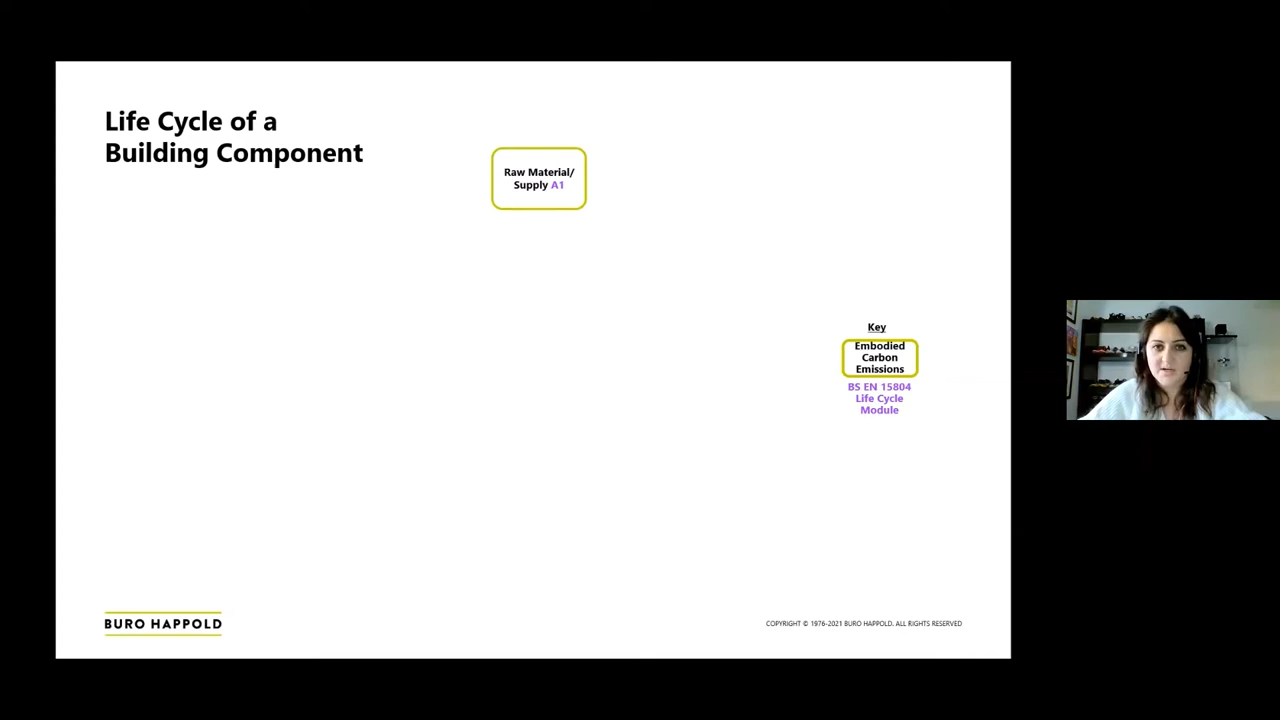 Life Cycle of a
Building Component
Raw Material/
Supply A1
Key
Embodied
Carbon
Emissions
BS EN 15804
Life Cycle
Module
BURO HAPPOLD
COPYRIGHT © 1976-2021 BURO HAPPOLD. ALL RIGHTS RESERVED